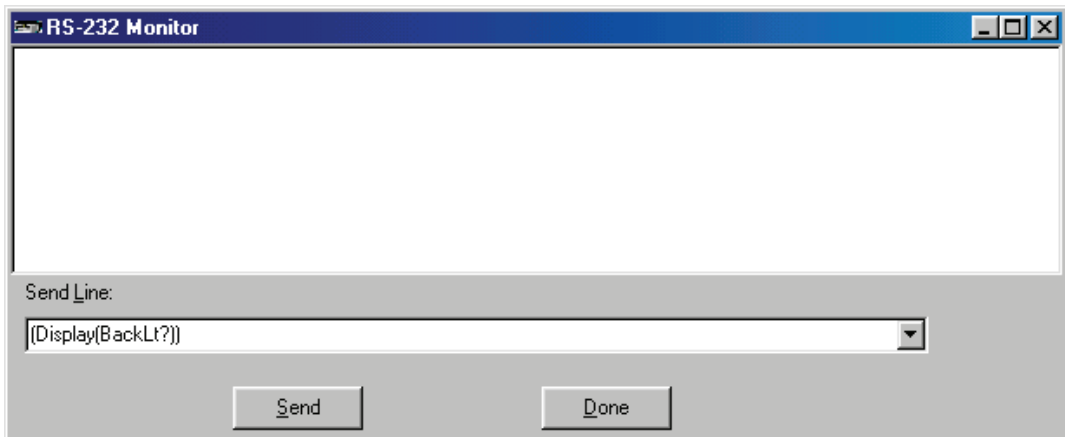 RS-232 Monitor
Send Line:
(Display(BackLt?))
Send Done